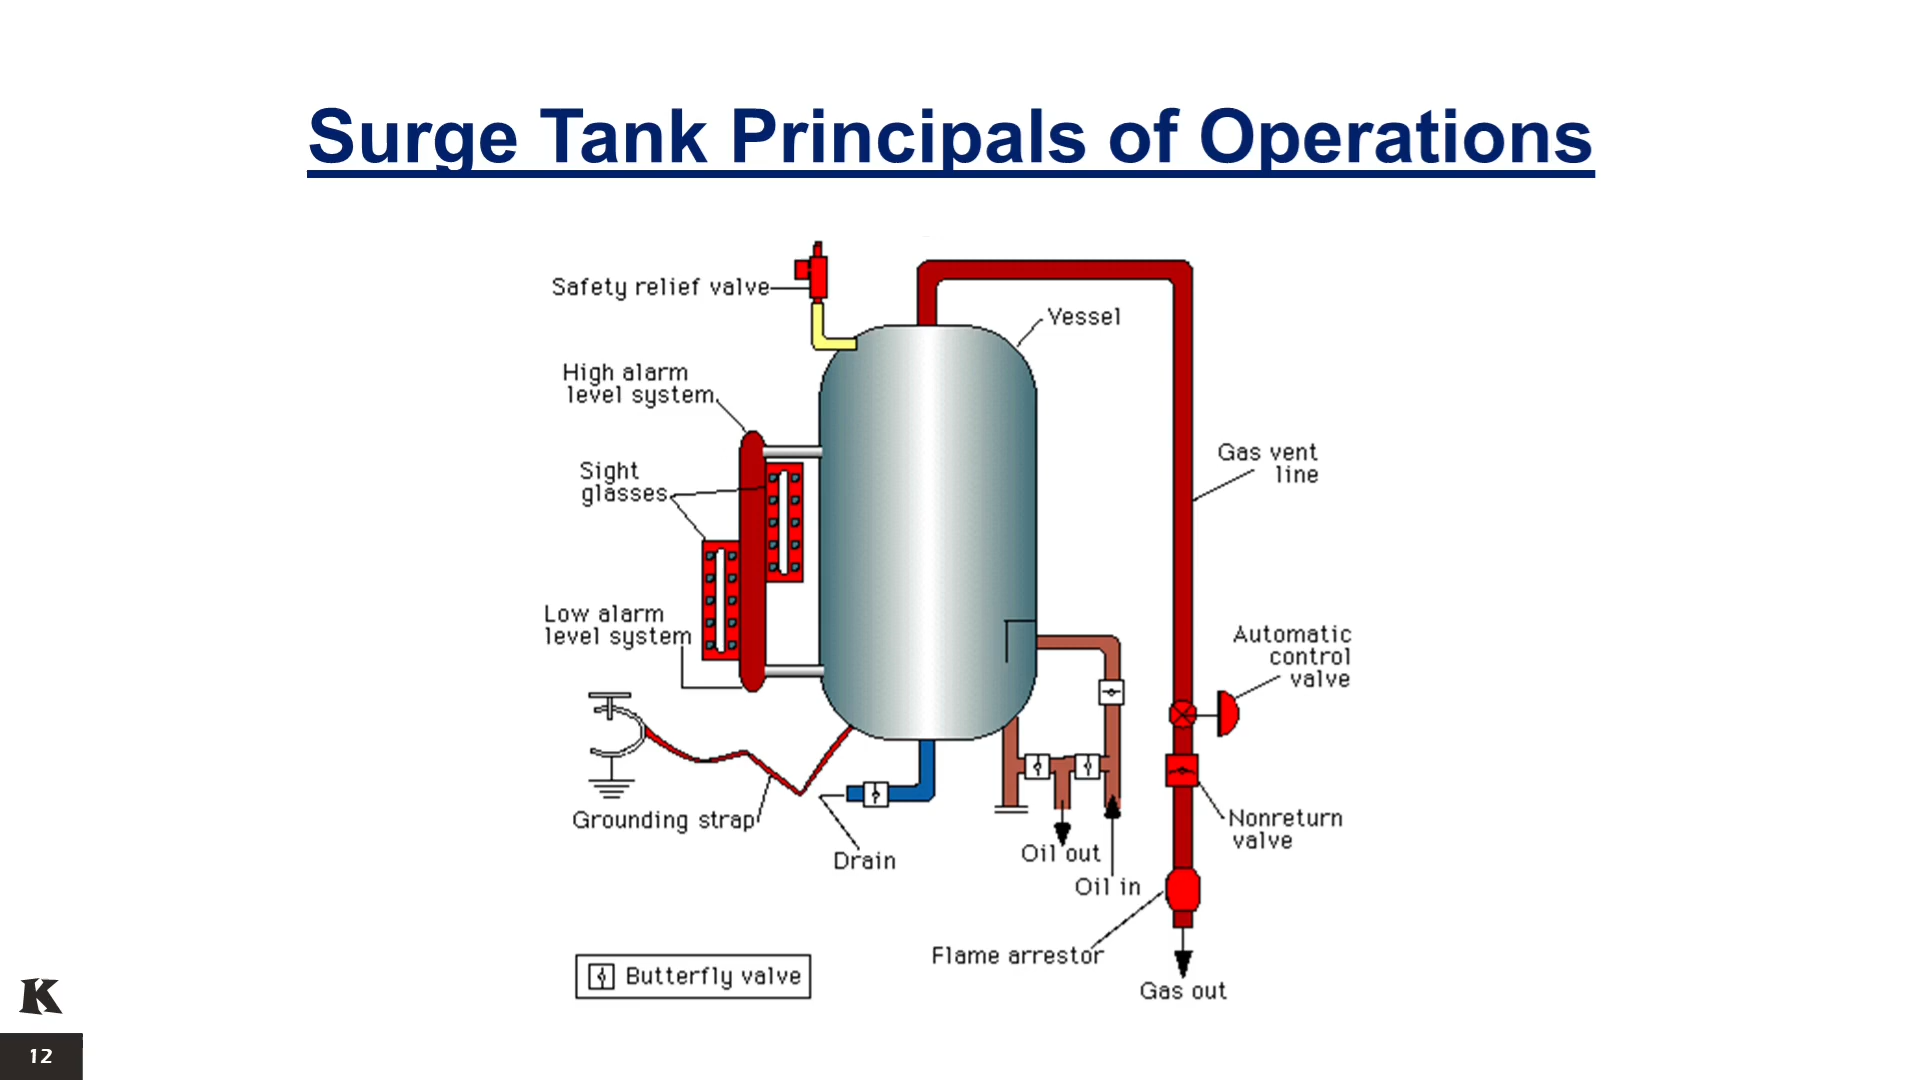 Surge Tank Principals of Operations
Safety relief valve
Vessel
High alarm
level system
Gas vent
line
Sight
glasses
Low alarm
level system
Automatic
control
valve
Grounding strap
Nonreturn
valve
Drain
Oil out
Oil in
Flame arrestor
Butterfly valve
Gas out
K
12